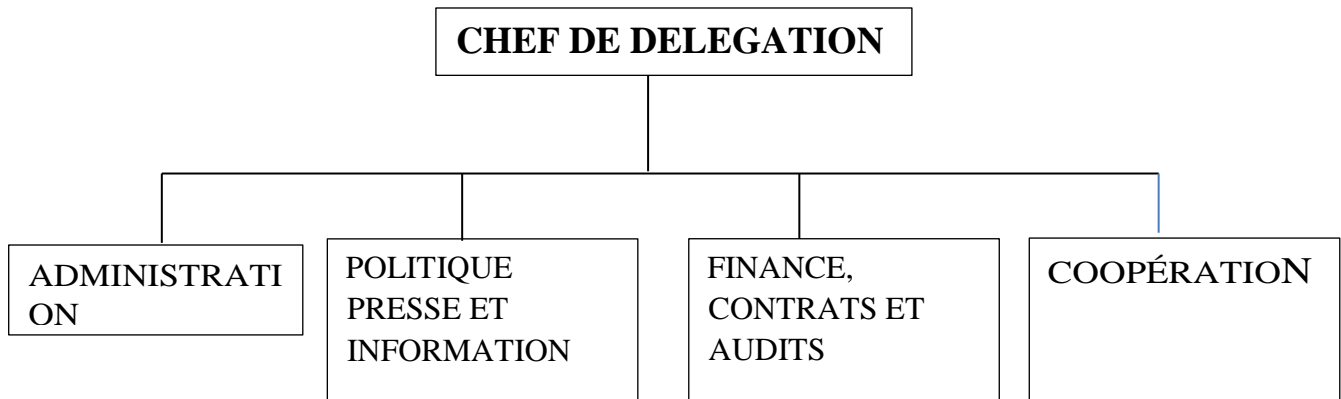 CHEF DE DELEGATION
ADMINISTRATI
ON
POLITIQUE
PRESSE ET
INFORMATION
FINANCE,
CONTRATS ET
AUDITS
COOPÉRATION